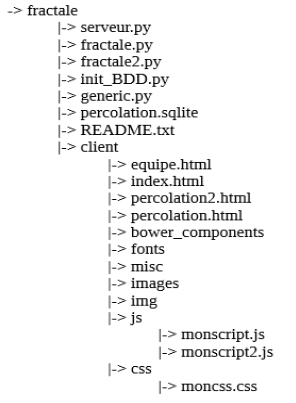 -> fractale
|-> serveur.py
|-> fractale.py
|-> fractale2.py
|-> init_BDD.py
|-> generic.py
|-> percolation.sqlite
|-> README.txt
|-> client
|-> equipe.html
|-> index.html
|-> percolation2.html
|-> percolation.html
|-> bower_components
|-> fonts
|-> misc
|-> images
|-> img
|-> js
|-> monscript.js
|-> monscript2.js
|-> css
|-> moncss.css